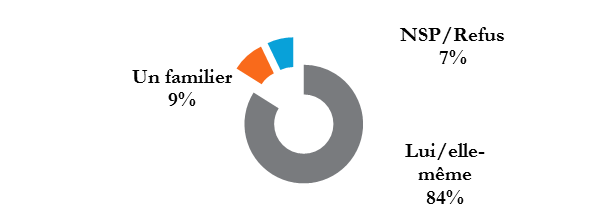 NSP/Refus
7%
Un familier
9%
Lui/elle-
même
84%